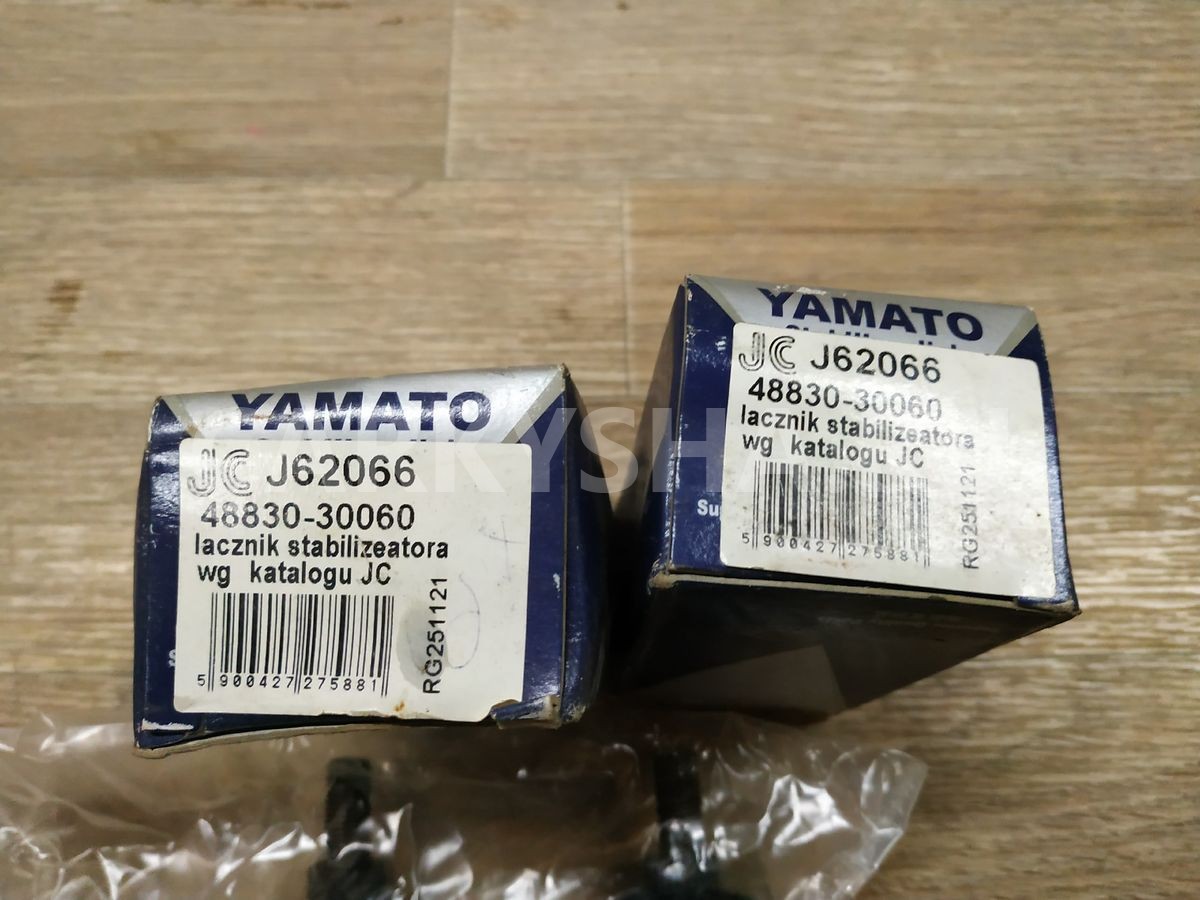 YAMATO
JC J62066
48830-30060
lacznik stabilizeatora
wg katalogu JC
5 900427 275881
RG251121
YAMATO
JC J62066
48830-30060
lacznik stabilizeatora
wg katalogu JC
5 900427 275881
RG251121